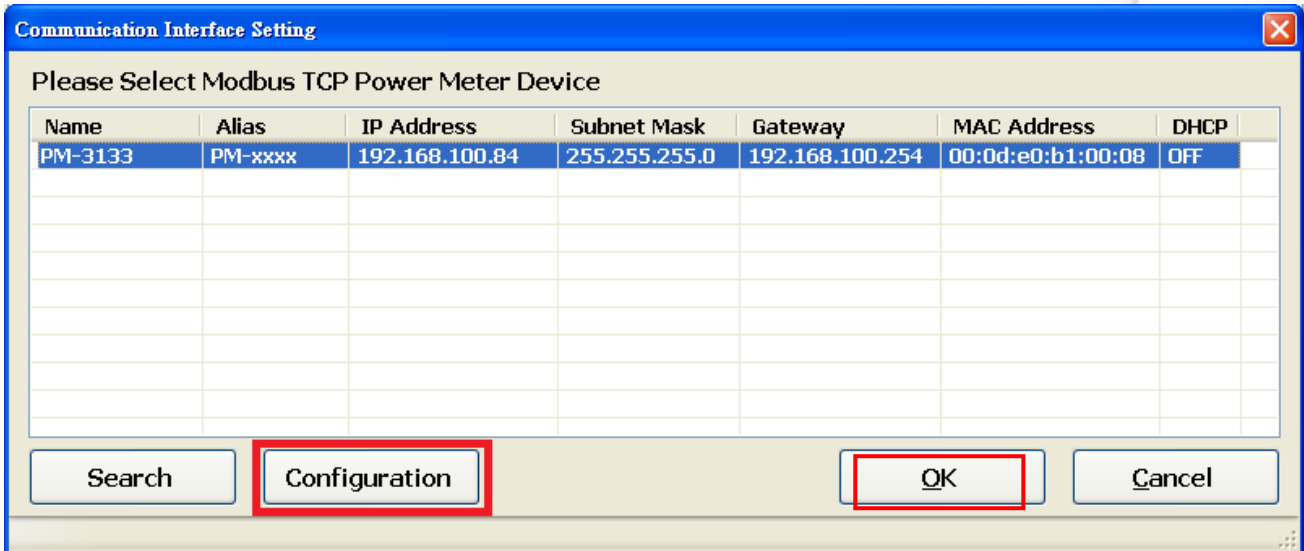 Communication Interface Setting
Please Select Modbus TCP Power Meter Device
Name Alias IP Address Subnet Mask Gateway MAC Address DHCP
PM-3133 PM-xxxx 192.168.100.84 255.255.255.0 192.168.100.254 00:0d:e0:b1:00:08 OFF
Search Configuration OK Cancel